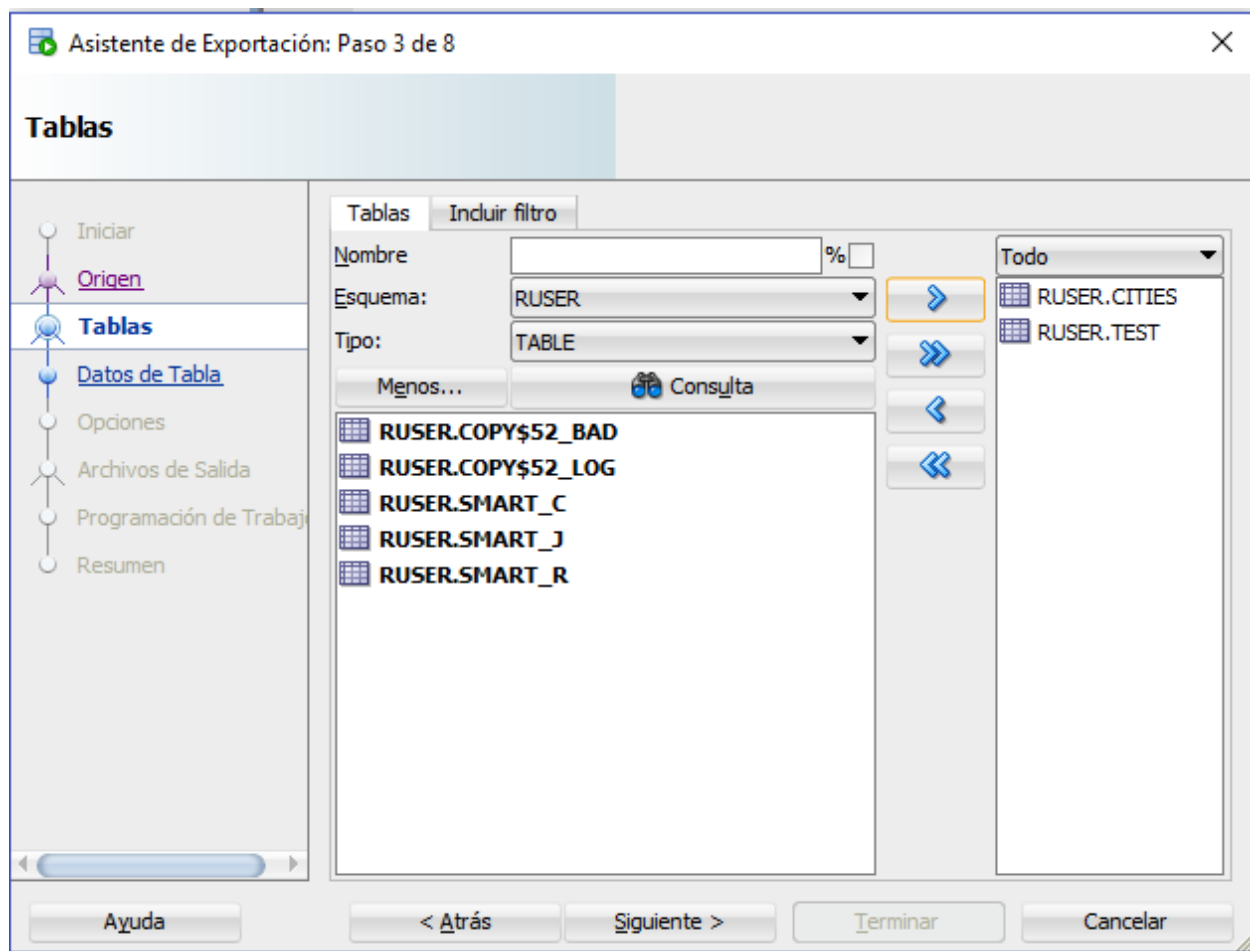 Asistente de Exportación: Paso 3 de 8
Tablas
Iniciar
Origen
Tablas
Datos de Tabla
Opciones
Archivos de Salida
Programación de Trabajo
Resumen
Tablas Incluir filtro
Nombre %
Esquema: RUSER
Tipo: TABLE
Menos... Consulta
RUSER.COPY$52_BAD
RUSER.COPY$52_LOG
RUSER.SMART_C
RUSER.SMART_J
RUSER.SMART_R
Todo
RUSER.CITIES
RUSER.TEST
Ayuda < Atrás Siguiente > Terminar Cancelar